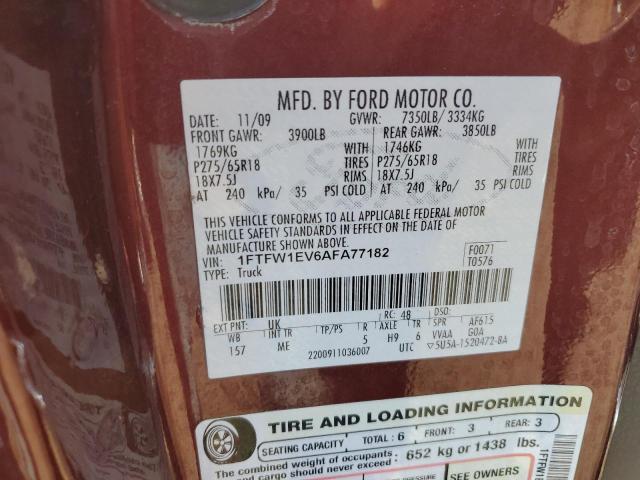 MFD. BY FORD MOTOR CO.
DATE: 11/09 GVWR: 7350LB/ 3334KG
FRONT GAWR: 3900LB REAR GAWR: 3850LB
1769KG WITH 1746KG WITH
P275/65R18 TIRES P275/65R18 TIRES
18X7.5J RIMS 18X7.5J RIMS
AT 240 kPa/ 35 PSI COLD AT 240 kPa/ 35 PSI COLD
THIS VEHICLE CONFORMS TO ALL APPLICABLE FEDERAL MOTOR
VEHICLE SAFETY STANDARDS IN EFFECT ON THE DATE OF
MANUFACTURE SHOWN ABOVE.
VIN: 1FTFW1EV6AFA77182 F0071
TYPE: Truck T0576
EXT PNT: UK RC: 48 DSO:
WB INT TR TP/PS R AXLE TR SPR AF615
157 ME 5 H9 6 VVAA GOA
2200911036007 UTC ▽5U5A-1520472-BA
TIRE AND LOADING INFORMATION
SEATING CAPACITY TOTAL: 6 FRONT: 3 REAR: 3
The combined weight of occupants
and cargo should never exceed: 652 kg or 1438 lbs.
PRESSURE SEE OWNERS